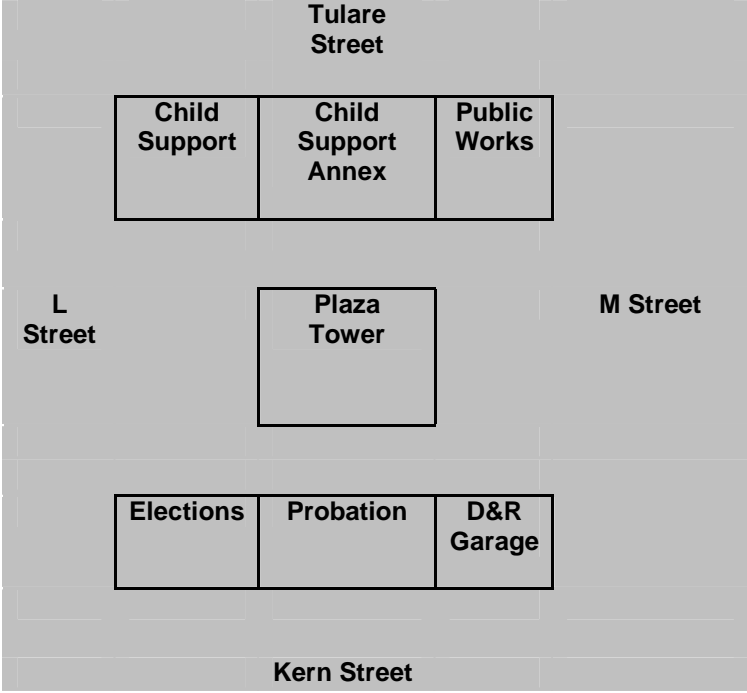 Tulare
Street
Child
Support
Child
Support
Annex
Public
Works
L
Street
Plaza
Tower
M Street
Elections
Probation
D&R
Garage
Kern Street